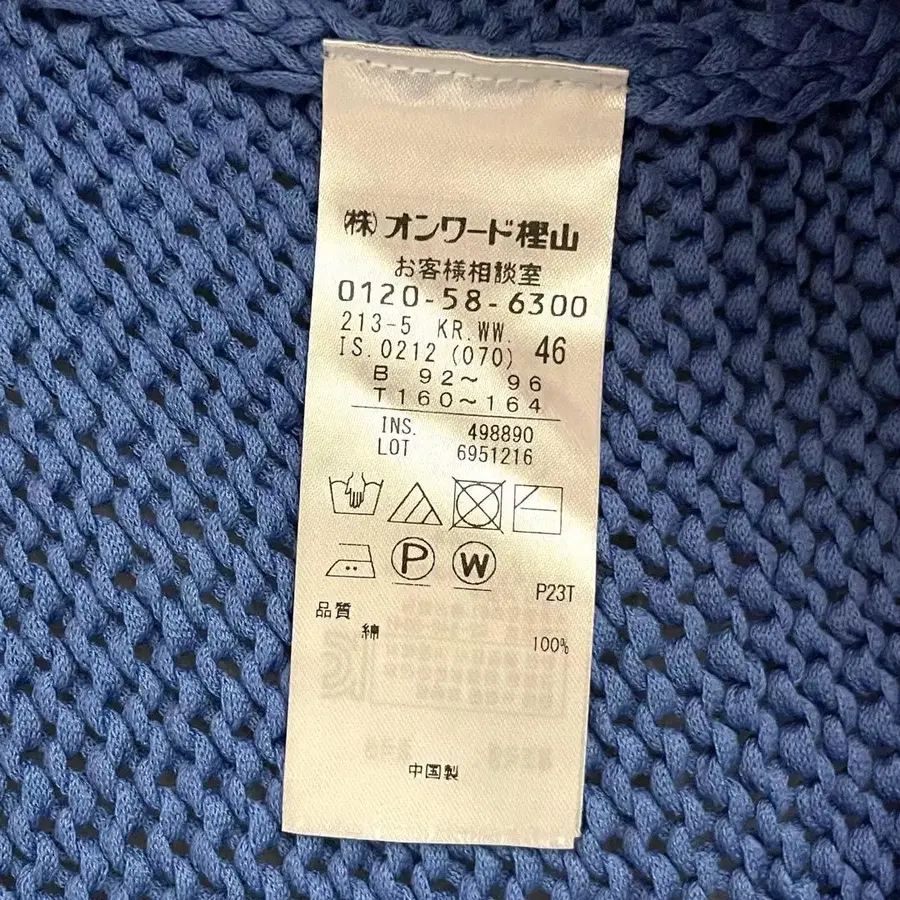 (株)オンワード樫山
お客様相談室
0120-58-6300
213-5 KR.WW.
IS.0212 (070) 46
B 92～ 96
T 160～164
INS. 498890
LOT 6951216
P W
P23T
品質
綿 100%
中国製